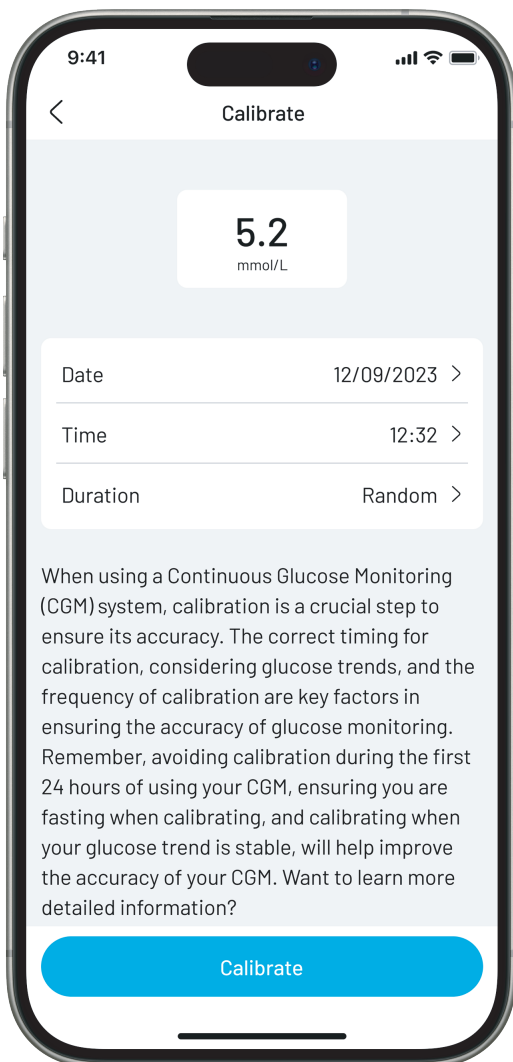 9:41
Calibrate
5.2
mmol/L
Date 12/09/2023
Time 12:32
Duration Random
When using a Continuous Glucose Monitoring
(CGM) system, calibration is a crucial step to
ensure its accuracy. The correct timing for
calibration, considering glucose trends, and the
frequency of calibration are key factors in
ensuring the accuracy of glucose monitoring.
Remember, avoiding calibration during the first
24 hours of using your CGM, ensuring you are
fasting when calibrating, and calibrating when
your glucose trend is stable, will help improve
the accuracy of your CGM. Want to learn more
detailed information?
Calibrate